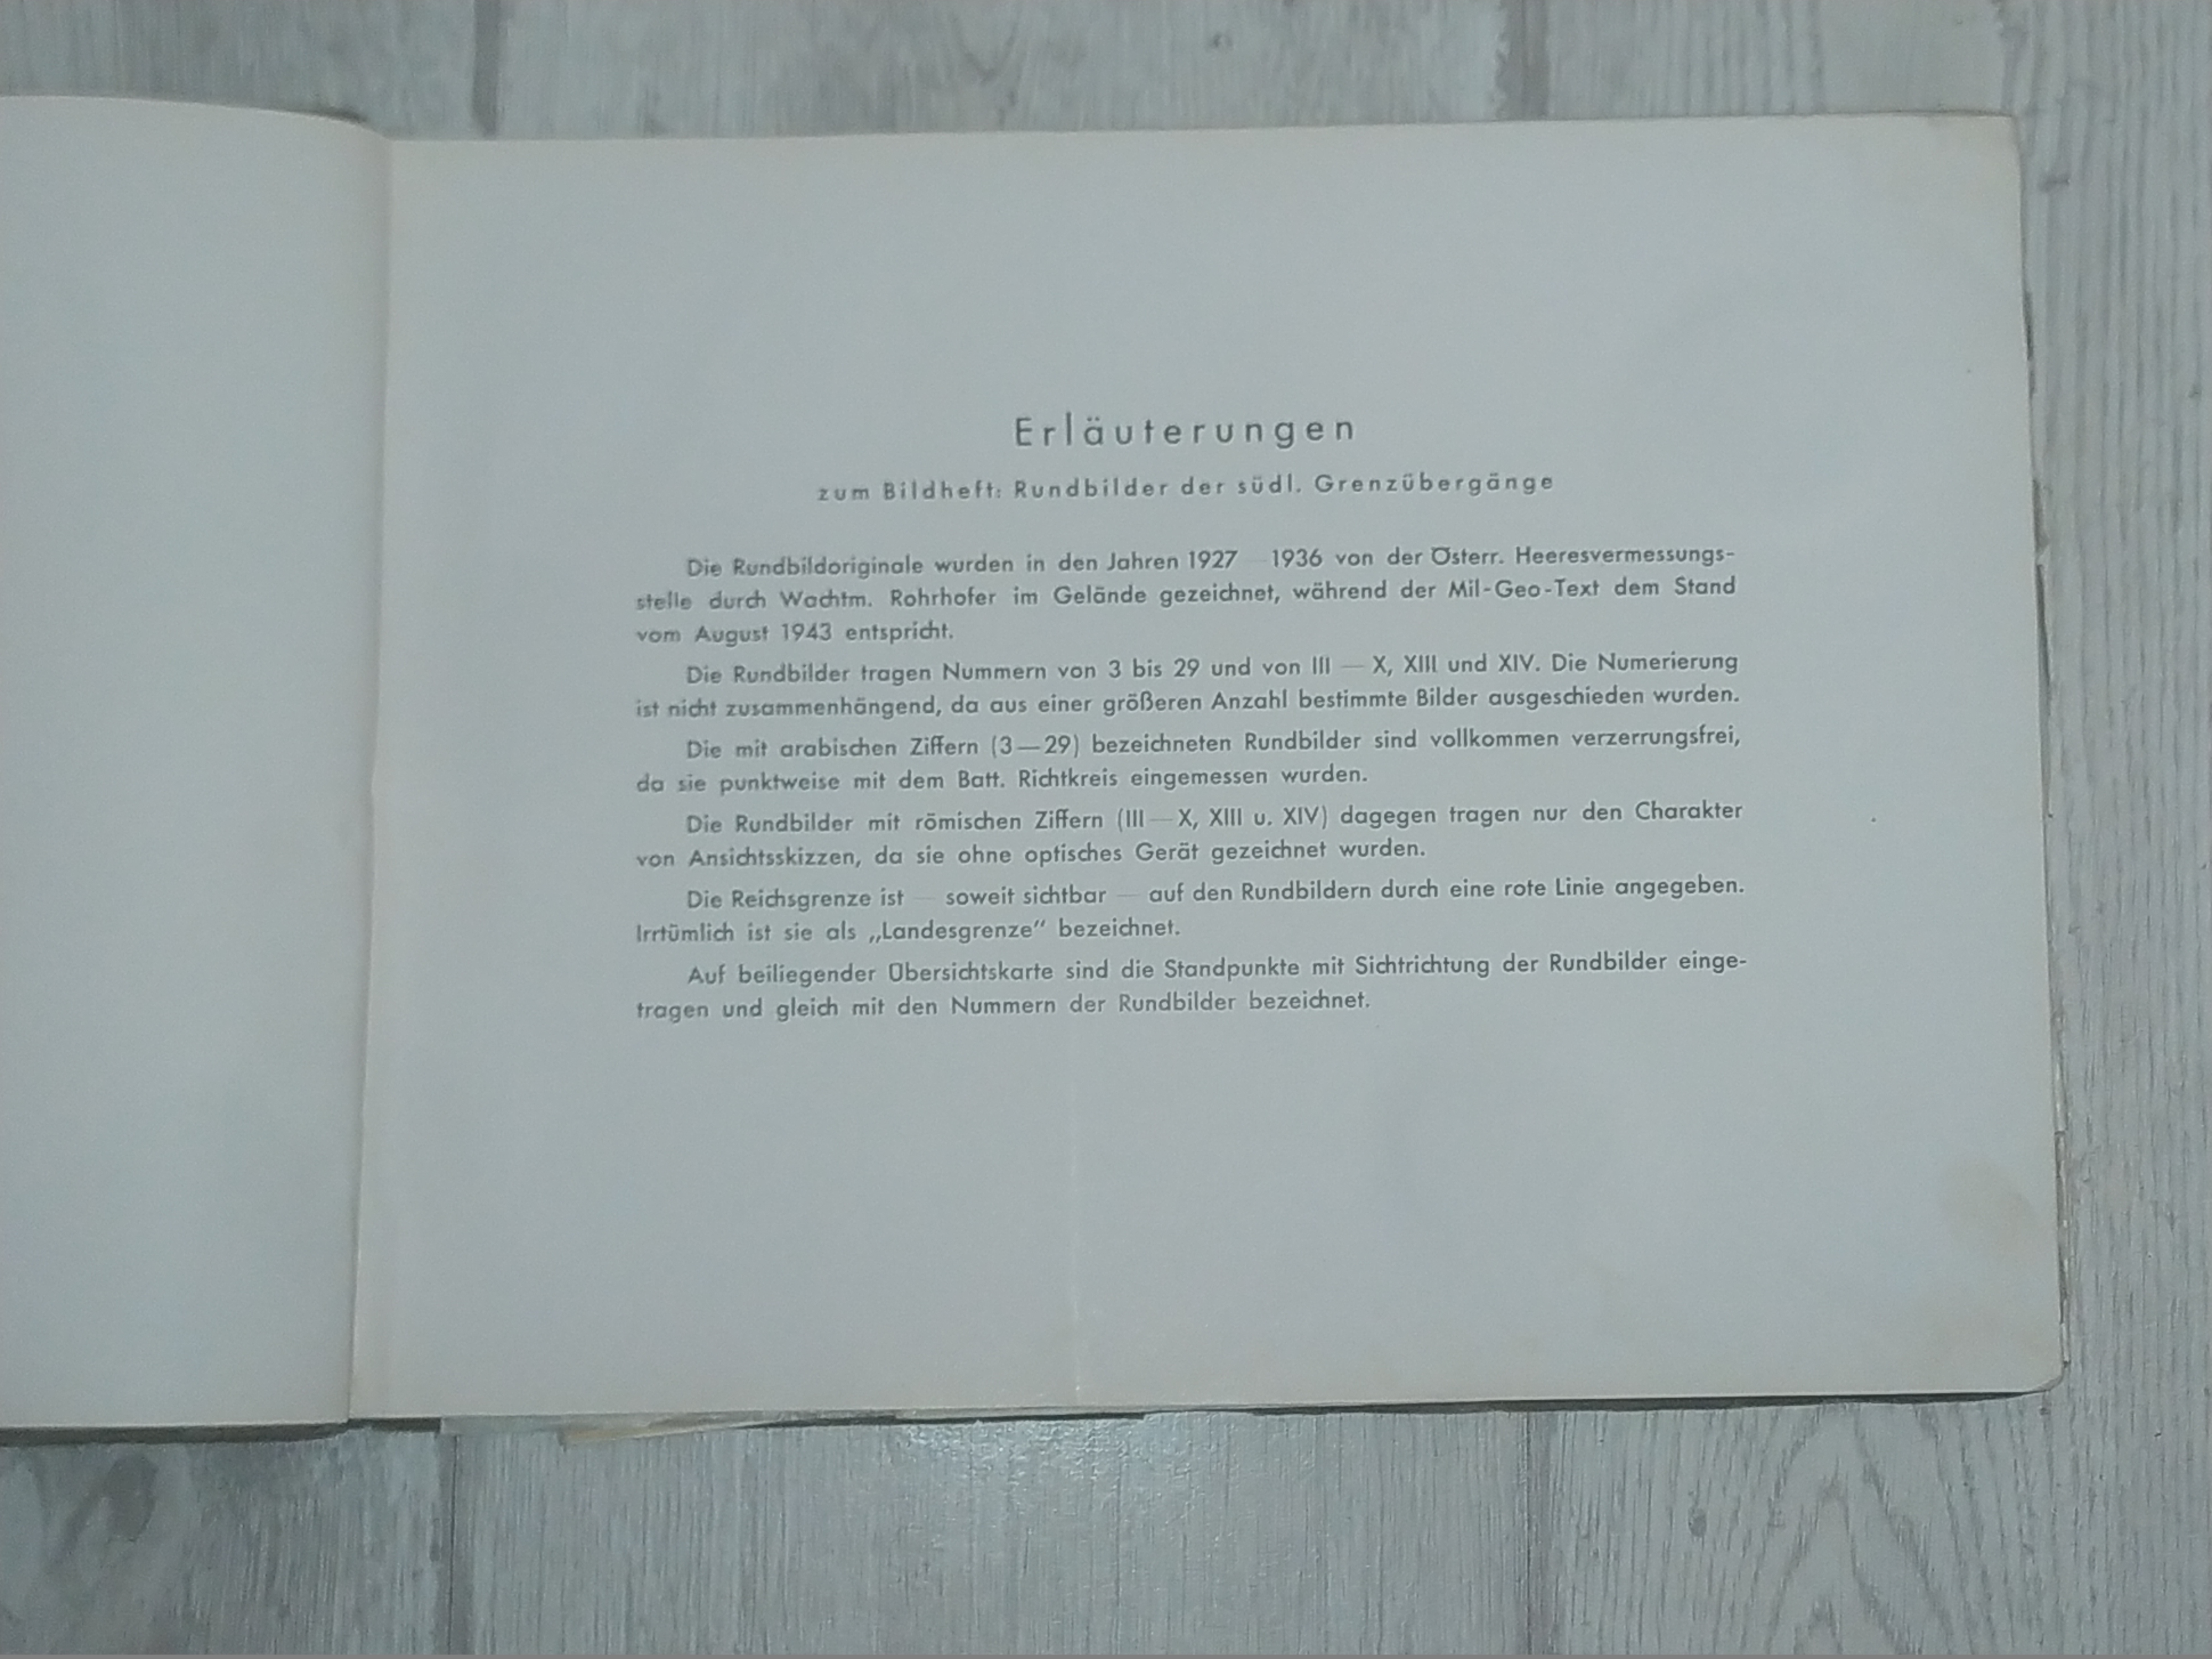 Erläuterungen
zum Bildheft: Rundbilder der südl. Grenzübergänge
Die Rundbildoriginale wurden in den Jahren 1927 — 1936 von der Österr. Heeresvermessungs-
stelle durch Wachtm. Rohrhofer im Gelände gezeichnet, während der Mil-Geo-Text dem Stand
vom August 1943 entspricht.
Die Rundbilder tragen Nummern von 3 bis 29 und von III — X, XIII und XIV. Die Numerierung
ist nicht zusammenhängend, da aus einer größeren Anzahl bestimmte Bilder ausgeschieden wurden.
Die mit arabischen Ziffern (3—29) bezeichneten Rundbilder sind vollkommen verzerrungsfrei,
da sie punktweise mit dem Batt. Richtkreis eingemessen wurden.
Die Rundbilder mit römischen Ziffern (III—X, XIII u. XIV) dagegen tragen nur den Charakter
von Ansichtsskizzen, da sie ohne optisches Gerät gezeichnet wurden.
Die Reichsgrenze ist — soweit sichtbar — auf den Rundbildern durch eine rote Linie angegeben.
Irrtümlich ist sie als „Landesgrenze" bezeichnet.
Auf beiliegender Übersichtskarte sind die Standpunkte mit Sichtrichtung der Rundbilder einge-
tragen und gleich mit den Nummern der Rundbilder bezeichnet.